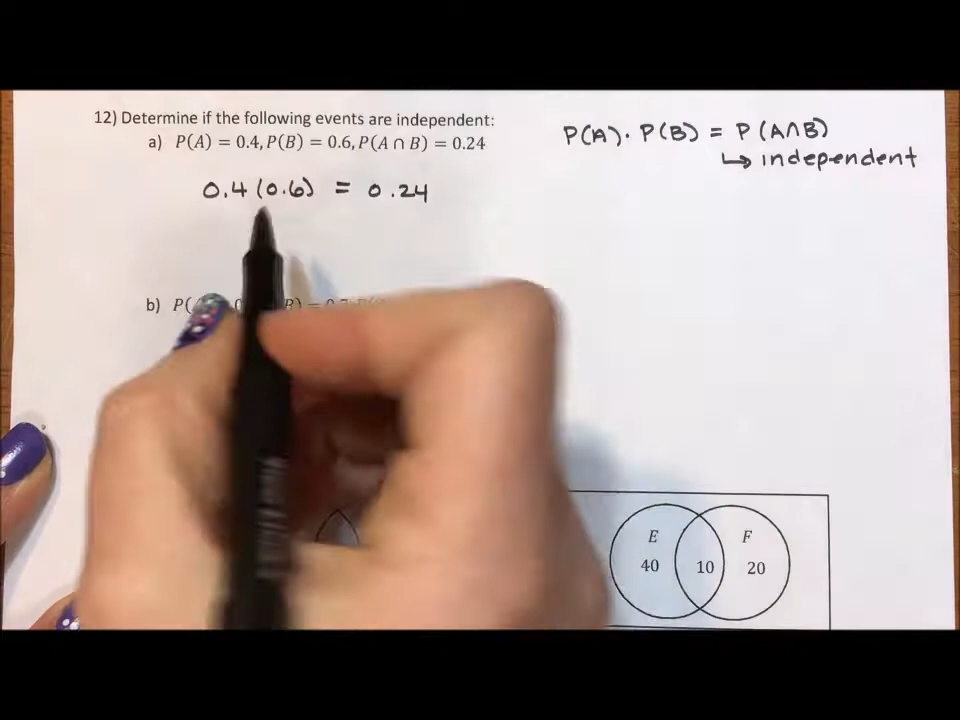 12) Determine if the following events are independent:
a) P(A) = 0.4, P(B) = 0.6, P(A ∩ B) = 0.24
P(A) · P(B) = P(A∩B)
↳ independent
0.4 (0.6) = 0.24
b) P(
E F
40 10 20